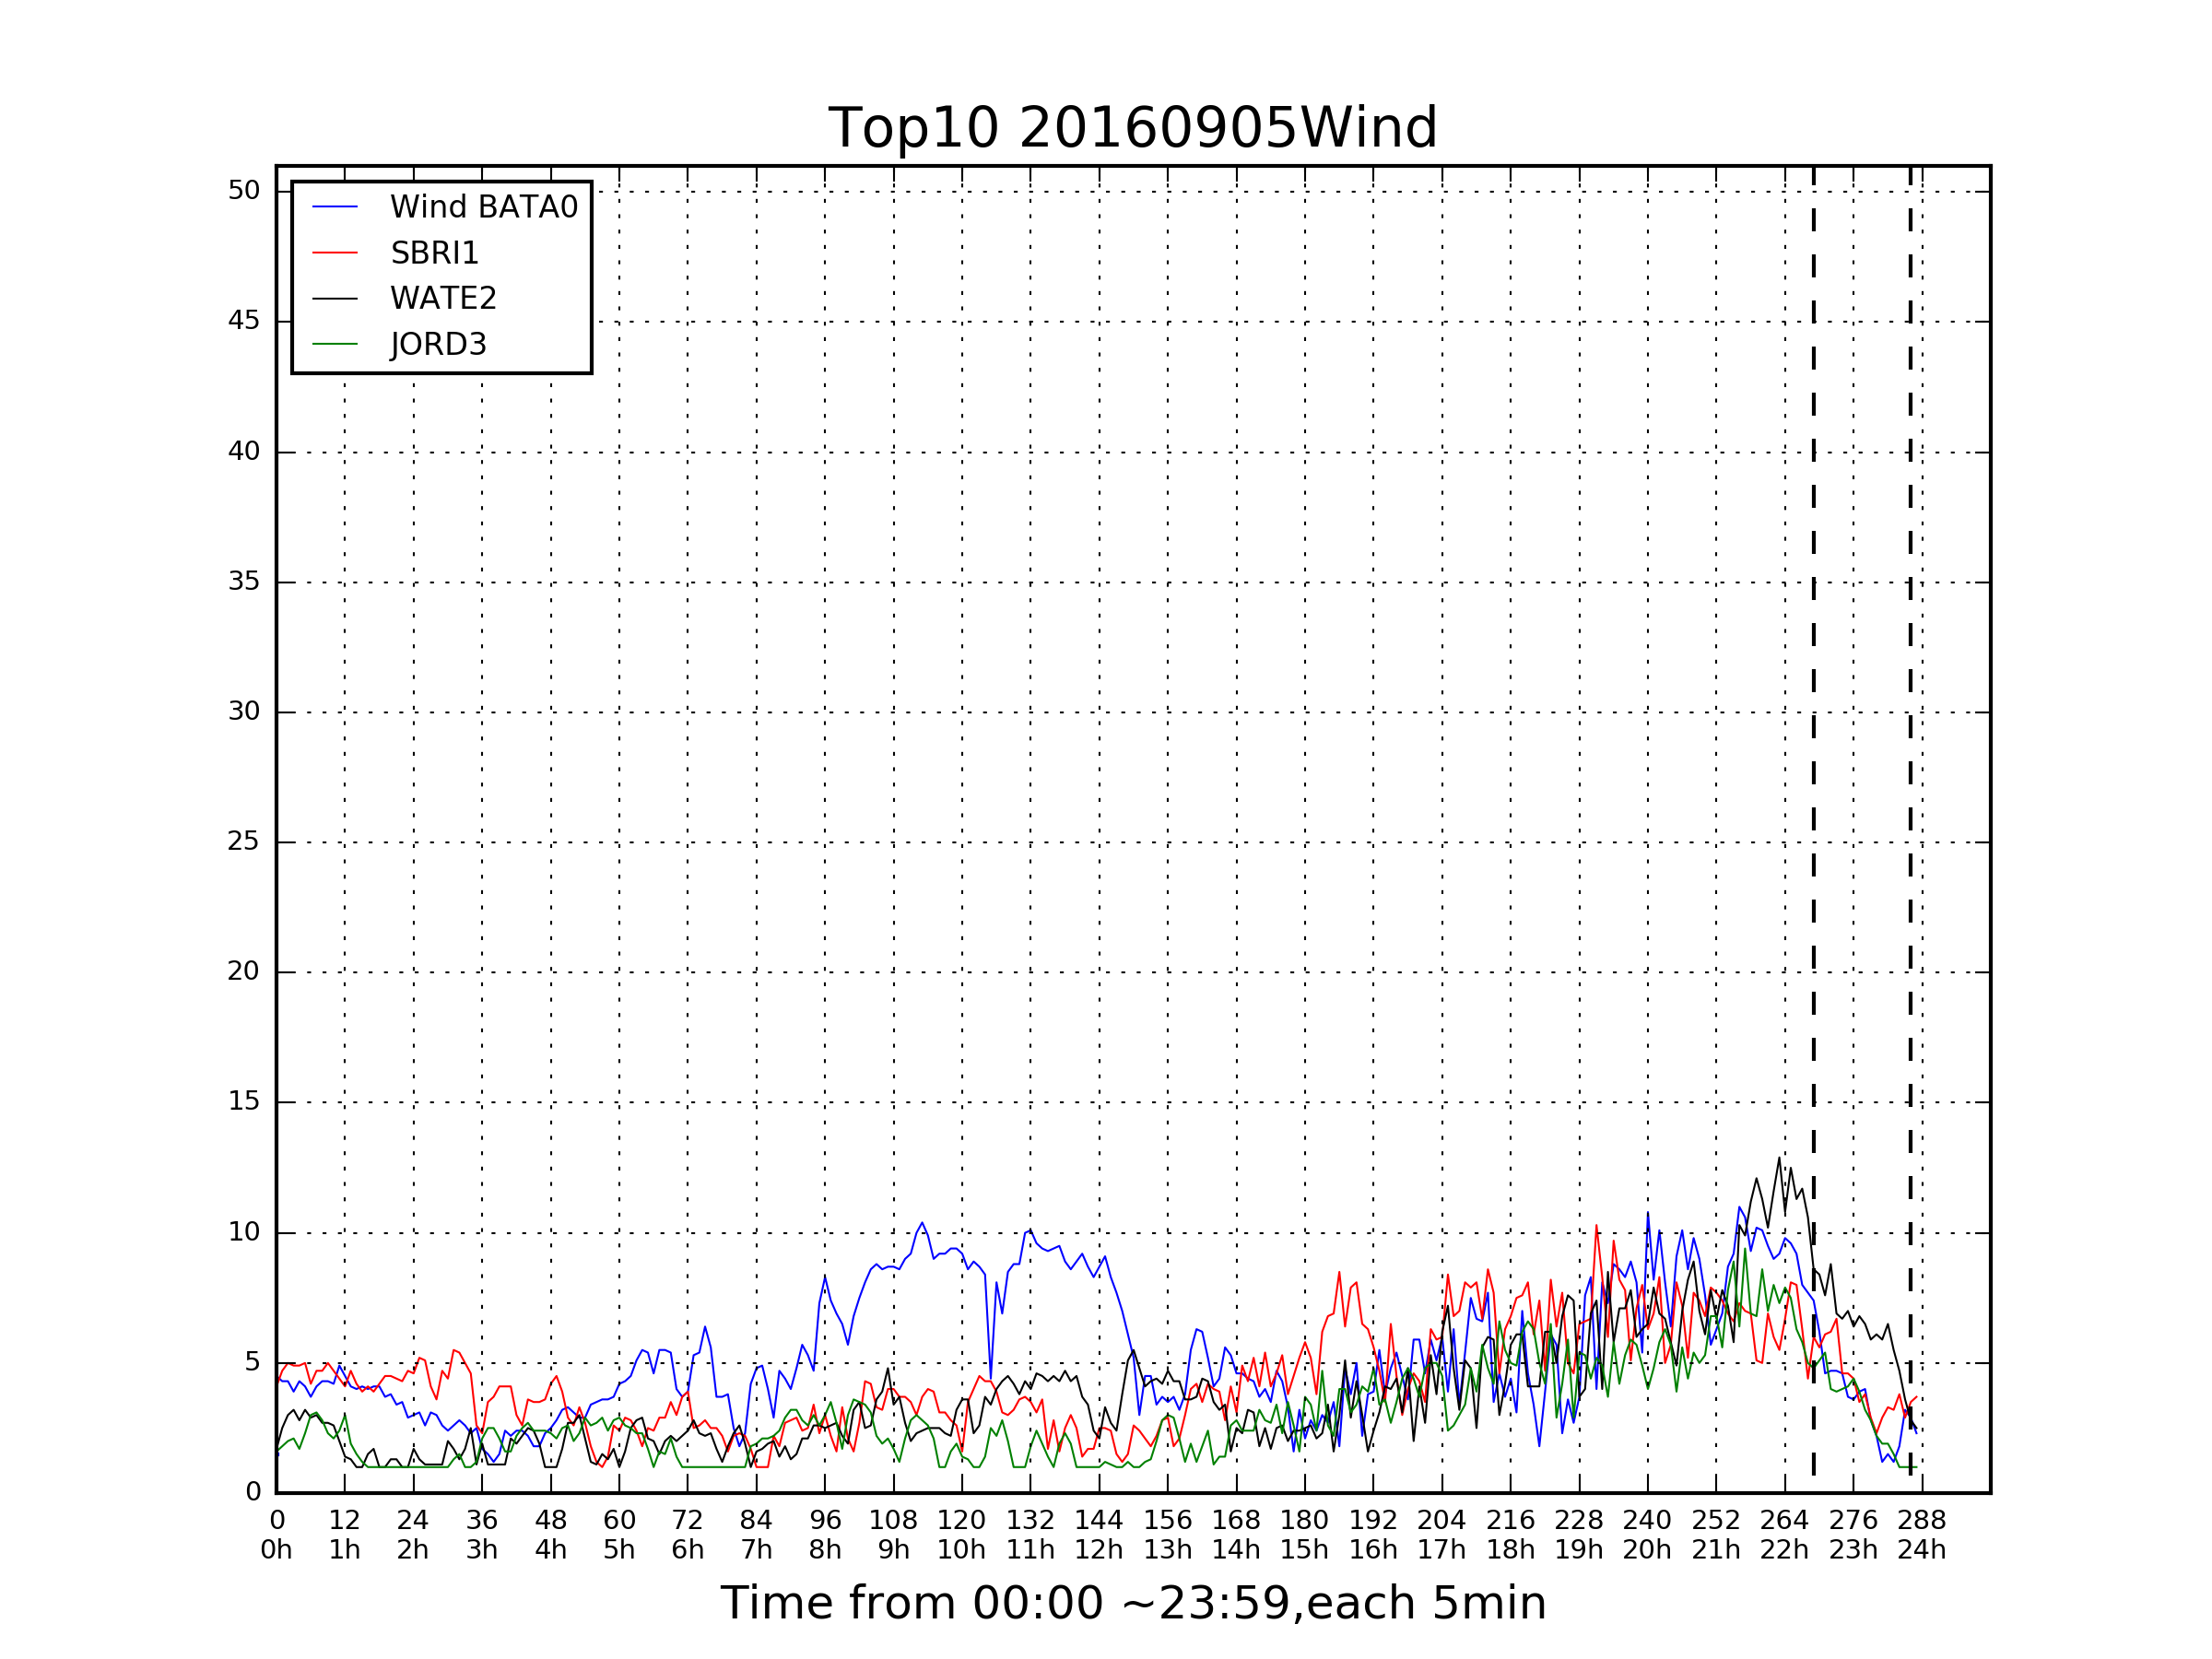 Top10 20160905Wind
Wind BATA0
SBRI1
WATE2
JORD3
50
45
40
35
30
25
20
15
10
5
0
0 12 24 36 48 60 72 84 96 108 120 132 144 156 168 180 192 204 216 228 240 252 264 276 288
0h 1h 2h 3h 4h 5h 6h 7h 8h 9h 10h 11h 12h 13h 14h 15h 16h 17h 18h 19h 20h 21h 22h 23h 24h
Time from 00:00 ~23:59,each 5min